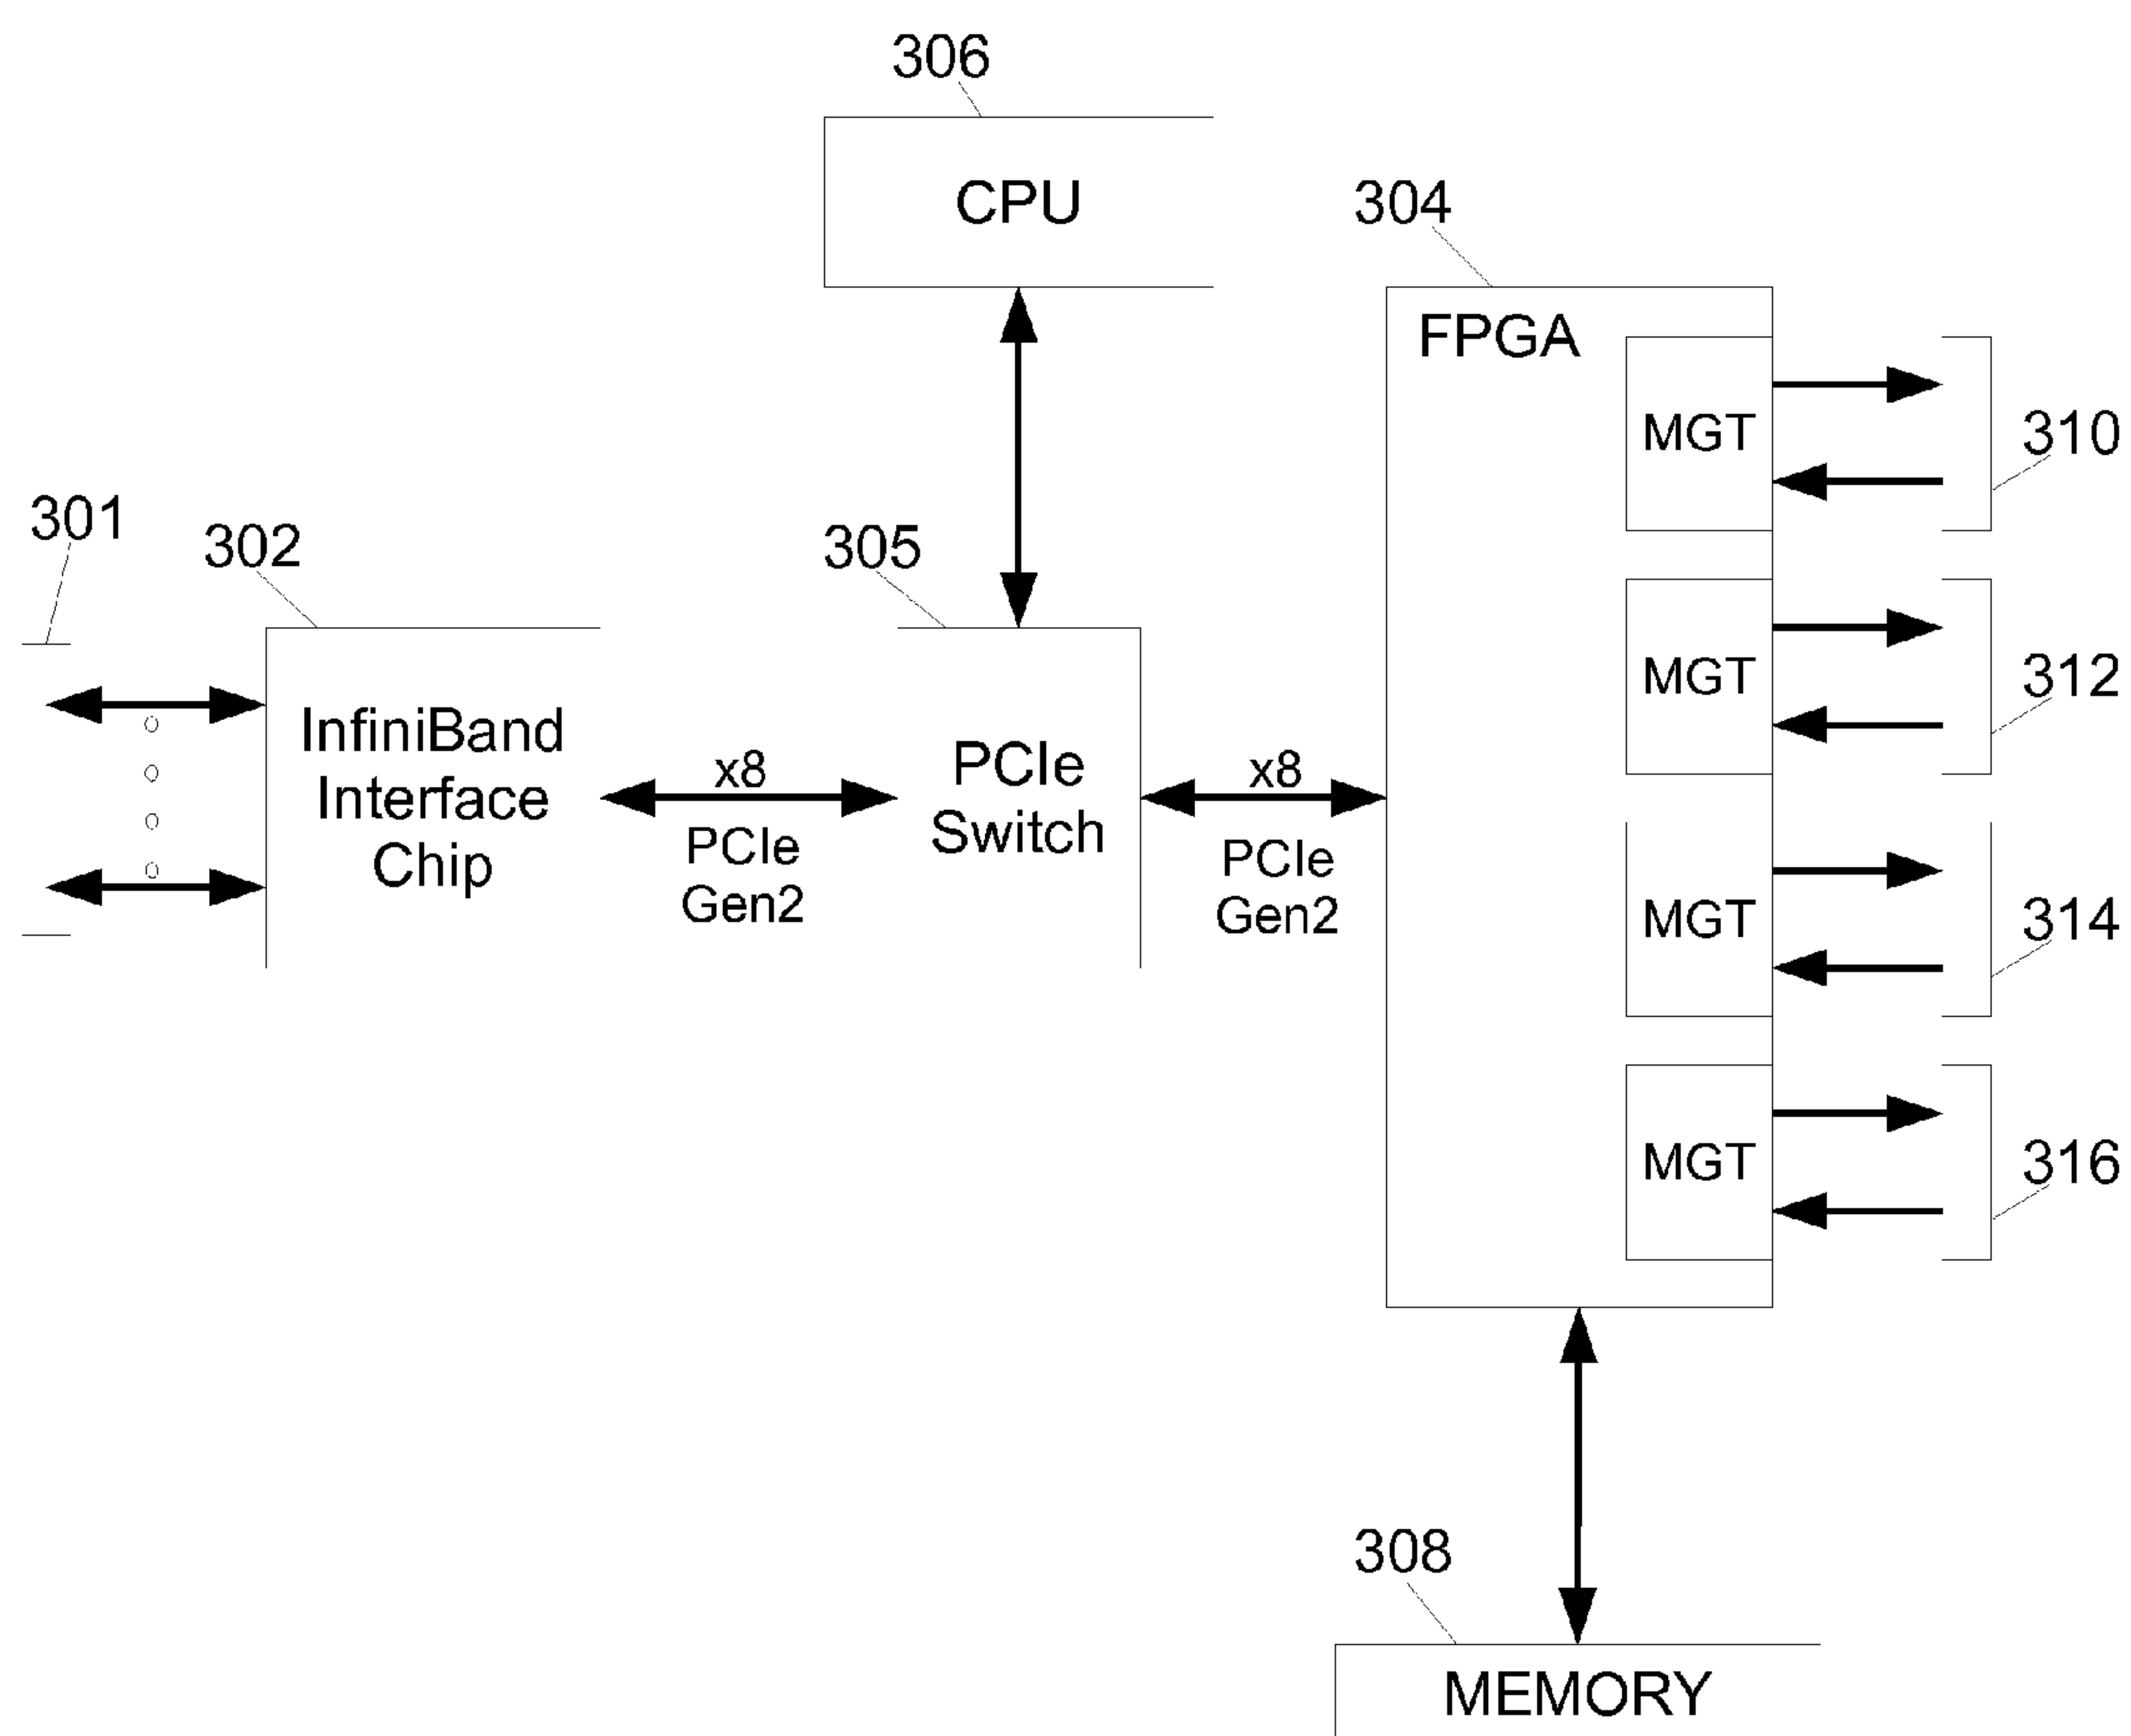 306
CPU
304
FPGA
MGT
310
301
302
305
InfiniBand
Interface
Chip
x8
PCIe
Gen2
PCIe
Switch
x8
PCIe
Gen2
MGT
312
MGT
314
MGT
316
308
MEMORY